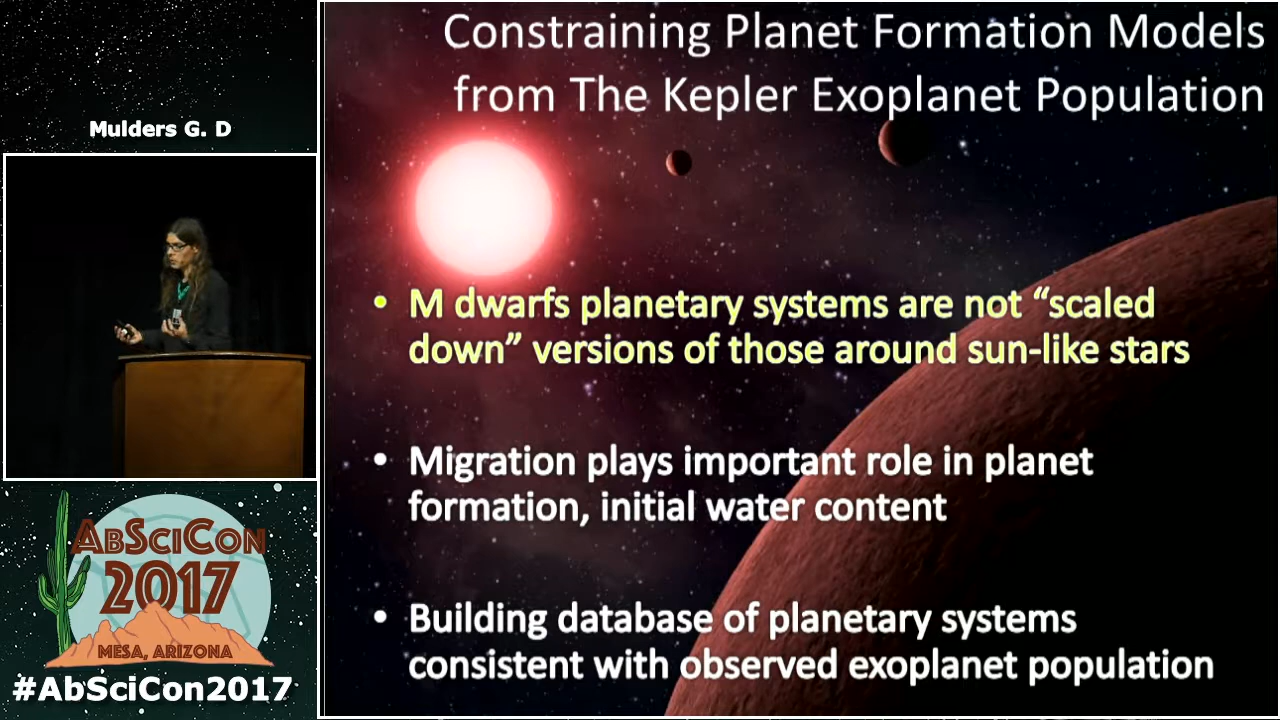 Mulders G. D
ABSCICON
2017
MESA, ARIZONA
#AbSciCon2017
Constraining Planet Formation Models
from The Kepler Exoplanet Population
• M dwarfs planetary systems are not “scaled
down” versions of those around sun-like stars
• Migration plays important role in planet
formation, initial water content
• Building database of planetary systems
consistent with observed exoplanet population